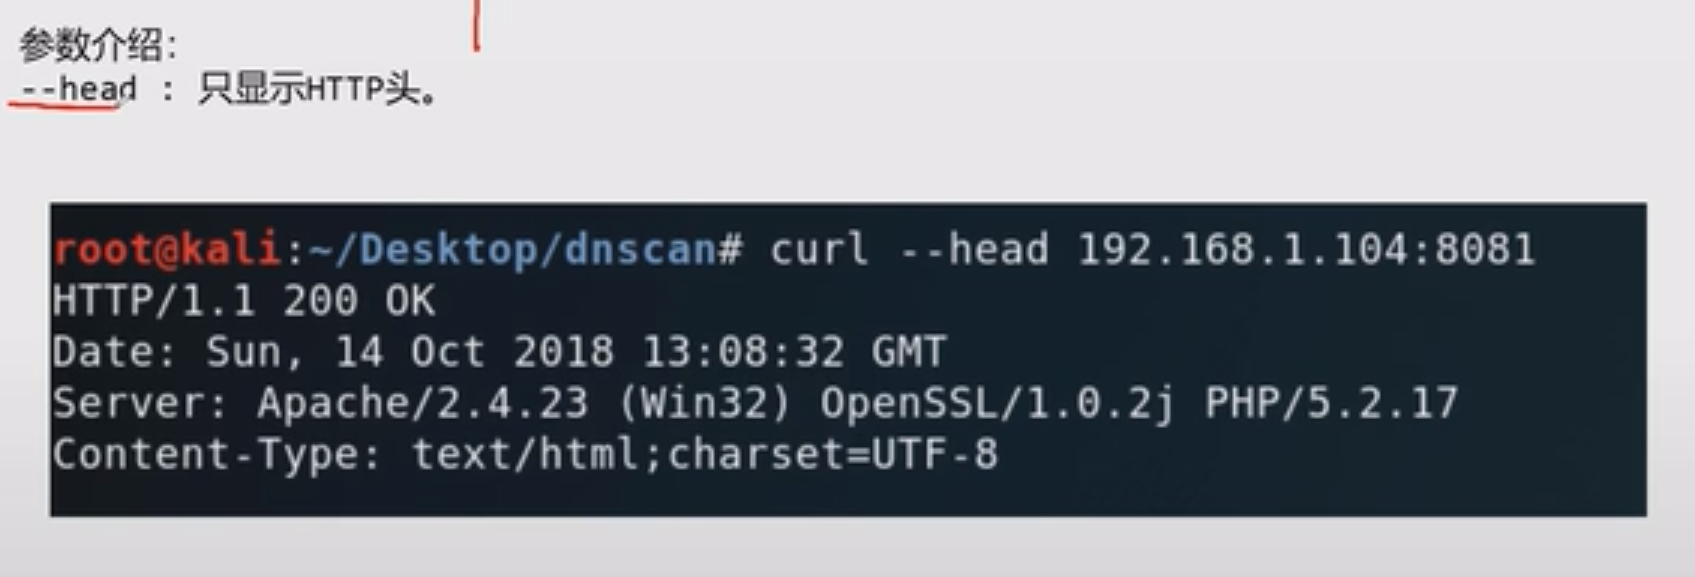 参数介绍：
--head : 只显示HTTP头。
root@kali:~/Desktop/dnscan# curl --head 192.168.1.104:8081
HTTP/1.1 200 OK
Date: Sun, 14 Oct 2018 13:08:32 GMT
Server: Apache/2.4.23 (Win32) OpenSSL/1.0.2j PHP/5.2.17
Content-Type: text/html;charset=UTF-8